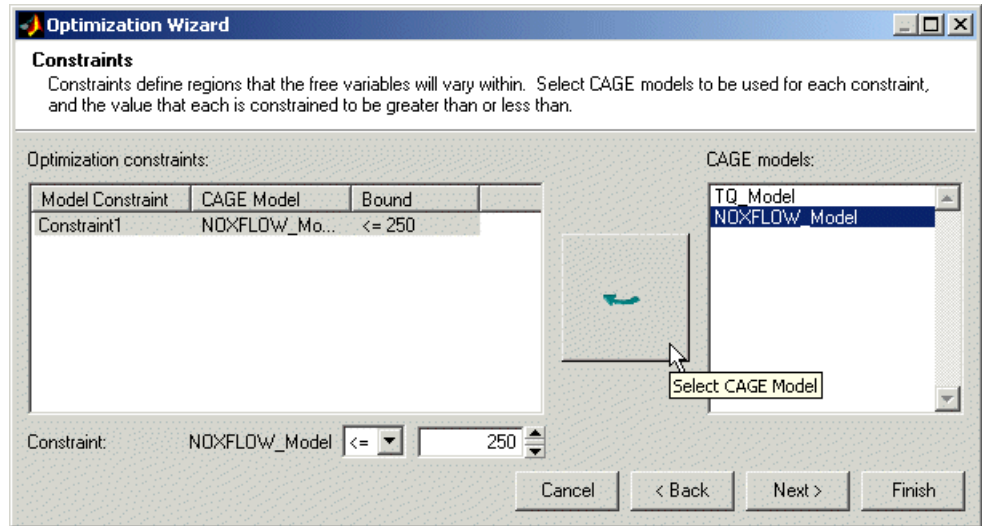 Optimization Wizard
Constraints
Constraints define regions that the free variables will vary within. Select CAGE models to be used for each constraint,
and the value that each is constrained to be greater than or less than.
Optimization constraints:
CAGE models:
Model Constraint CAGE Model Bound
Constraint1 NOXFLOW_Mo... <= 250
TQ_Model
NOXFLOW_Model
Select CAGE Model
Constraint: NOXFLOW_Model <= 250
Cancel < Back Next > Finish